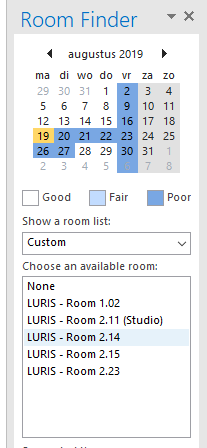 Room Finder
augustus 2019
ma di wo do vr za zo
29 30 31 1 2 3 4
5 6 7 8 9 10 11
12 13 14 15 16 17 18
19 20 21 22 23 24 25
26 27 28 29 30 31 1
2 3 4 5 6 7 8
Good Fair Poor
Show a room list:
Custom
Choose an available room:
None
LURIS - Room 1.02
LURIS - Room 2.11 (Studio)
LURIS - Room 2.14
LURIS - Room 2.15
LURIS - Room 2.23